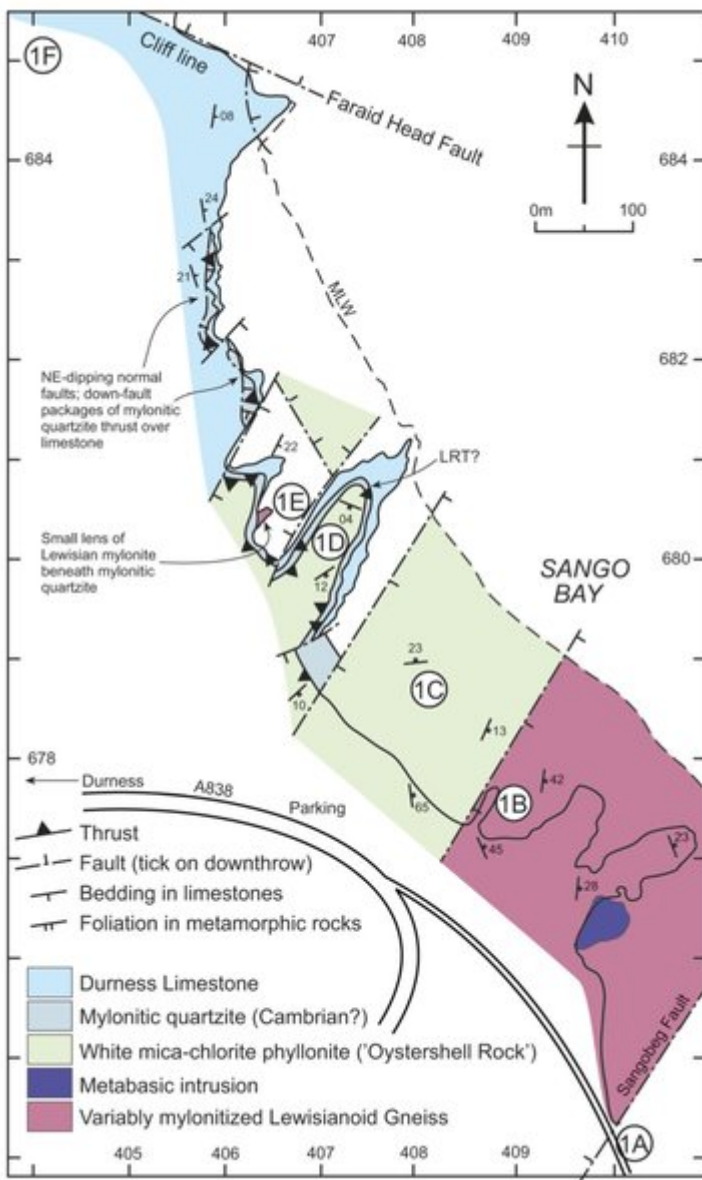 407 408 409 410
1F
Cliff line
Faraid Head Fault
N
08
684
684
0m 100
24
21
MLW
682
682
NE-dipping normal
faults; down-fault
packages of mylonitic
quartzite thrust over
limestone
22
LRT?
1E
04
1D
Small lens of
Lewisian mylonite
beneath mylonitic
quartzite
680
680
SANGO
BAY
12
23
1C
10
13
678
678
Durness
A838
Parking
65
42
1B
45
23
28
Thrust
1 Fault (tick on downthrow)
Bedding in limestones
Foliation in metamorphic rocks
Durness Limestone
Mylonitic quartzite (Cambrian?)
White mica-chlorite phyllonite ('Oystershell Rock')
Metabasic intrusion
Variably mylonitized Lewisianoid Gneiss
Sangobeg Fault
1A
405 406 407 408 409 410